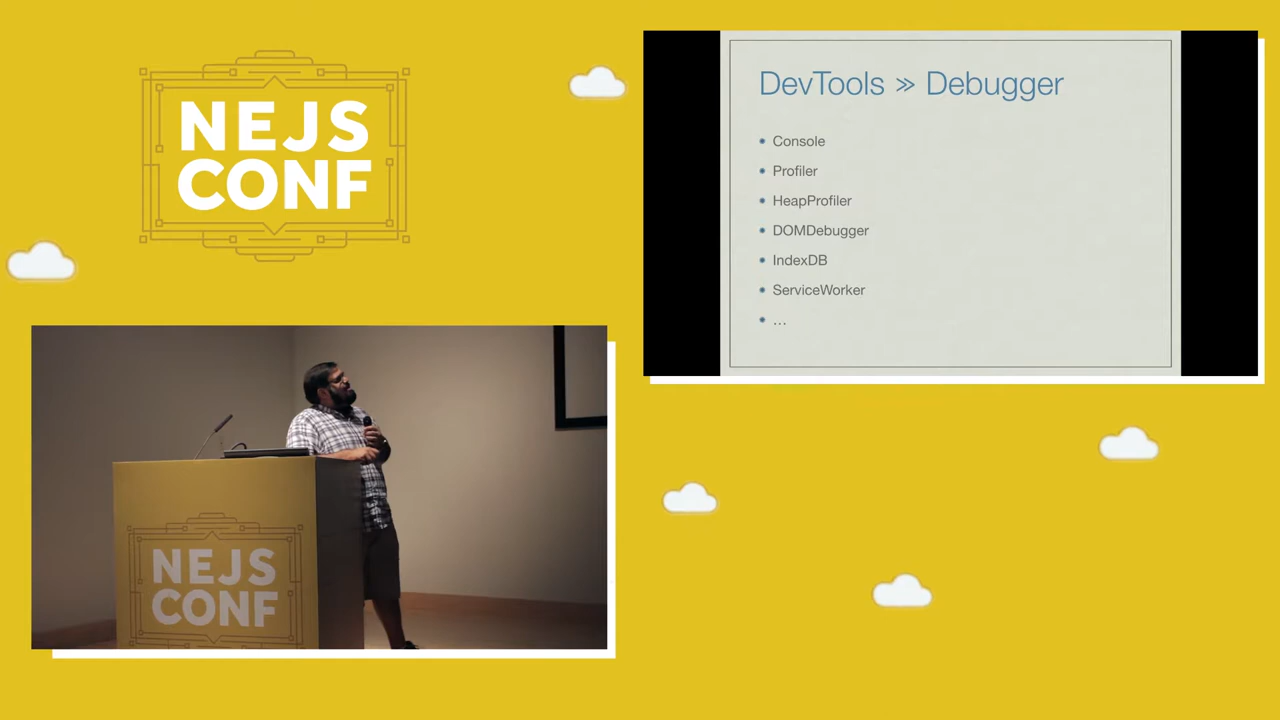 NEJS
CONF
DevTools » Debugger
Console
Profiler
HeapProfiler
DOMDebugger
IndexDB
ServiceWorker
...
NEJS
CONF